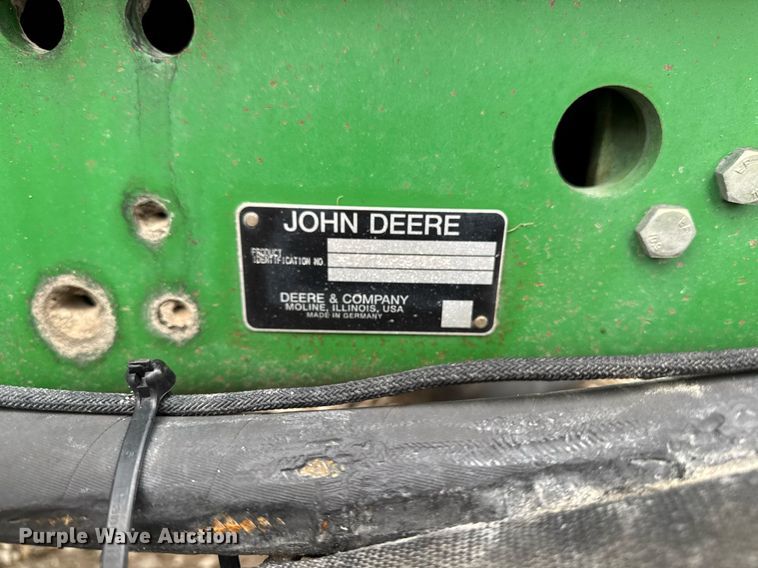 JOHN DEERE
PRODUCT
IDENTIFICATION NO.
DEERE & COMPANY
MOLINE, ILLINOIS, USA
MADE IN GERMANY
Purple Wave Auction